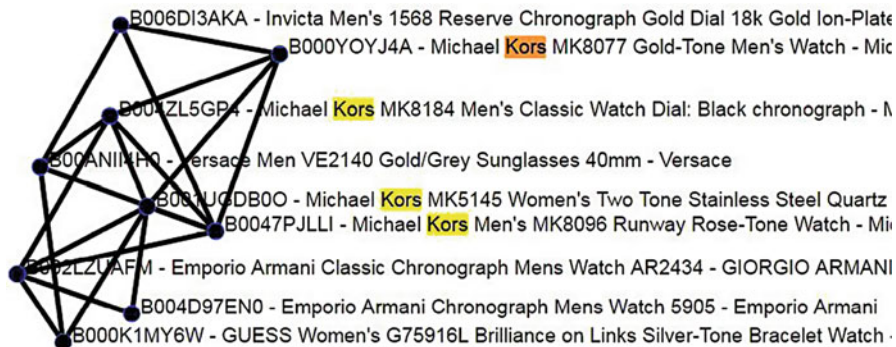 B006DI3AKA - Invicta Men's 1568 Reserve Chronograph Gold Dial 18k Gold Ion-Plate
B000YOYJ4A - Michael Kors MK8077 Gold-Tone Men's Watch - Mic
B004ZL5GP4 - Michael Kors MK8184 Men's Classic Watch Dial: Black chronograph - M
B00ANII4H0 - Versace Men VE2140 Gold/Grey Sunglasses 40mm - Versace
B001UGDB0O - Michael Kors MK5145 Women's Two Tone Stainless Steel Quartz
B0047PJLLI - Michael Kors Men's MK8096 Runway Rose-Tone Watch - Mic
B002LZUAFM - Emporio Armani Classic Chronograph Mens Watch AR2434 - GIORGIO ARMANI
B004D97EN0 - Emporio Armani Chronograph Mens Watch 5905 - Emporio Armani
B000K1MY6W - GUESS Women's G75916L Brilliance on Links Silver-Tone Bracelet Watch -